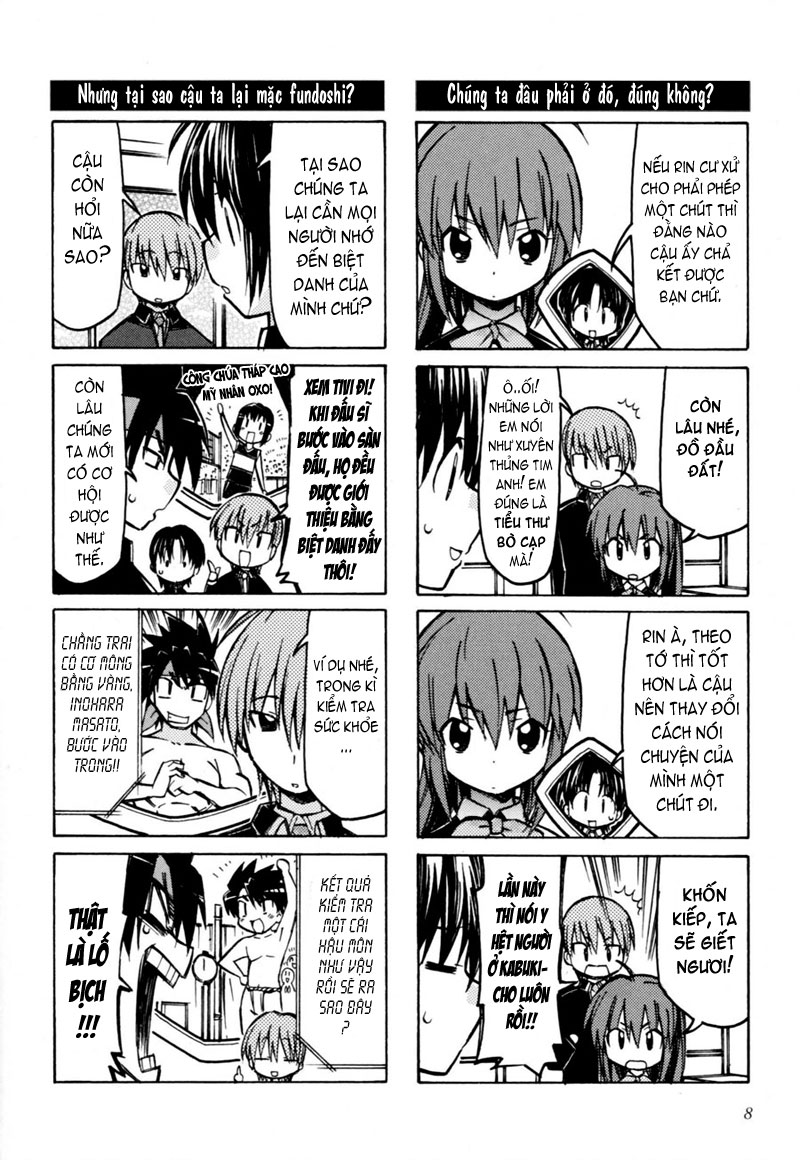 Chúng ta đâu phải ở đó, đúng không?
NẾU RIN CƯ XỬ
CHO PHẢI PHÉP
MỘT CHÚT THÌ
ĐẰNG NÀO
CẬU ẤY CHẢ
KẾT ĐƯỢC
BẠN CHỨ.
CÒN
LÂU NHÉ,
ĐỒ ĐẦU
ĐẤT!
Ô..ỐI!
NHỮNG LỜI
EM NÓI
NHƯ XUYÊN
THỦNG TIM
ANH! EM
ĐÚNG LÀ
TIỂU THƯ
BỜ CẠP
MÀ!
RIN À, THEO
TỚ THÌ TỐT
HƠN LÀ CẬU
NÊN THAY ĐỔI
CÁCH NÓI
CHUYỆN CỦA
MÌNH MỘT
CHÚT ĐI.
KHỐN
KIẾP, TA
SẼ GIẾT
NGƯƠI!
LẦN NÀY
THÌ NÓI Y
HỆT NGƯỜI
Ở KABUKI-
CHO LUÔN
RỒI!!
Nhưng tại sao cậu ta lại mặc fundoshi?
TẠI SAO
CHÚNG TA
LẠI CẦN MỌI
NGƯỜI NHỚ
ĐẾN BIỆT
DANH CỦA
MÌNH CHỨ?
CẬU
CÒN
HỎI
NỮA
SAO?
XEM TIVI ĐI!
KHI ĐẤU SĨ
BƯỚC VÀO SÀN
ĐẤU, HỌ ĐỀU
ĐƯỢC GIỚI
THIỆU BẰNG
BIỆT DANH ĐẤY
THÔI!
CÔNG CHÚA THÁP CAO
MỸ NHÂN OXO!
CÒN
LÂU
CHÚNG
TA MỚI
CÓ CƠ
HỘI
ĐƯỢC
NHƯ
THẾ.
VÍ DỤ NHÉ,
TRONG KÌ
KIỂM TRA
SỨC KHỎE
...
CHÀNG TRAI
CÓ CƠ MÔNG
BẰNG VÀNG,
INOHARA
MASATO,
BƯỚC VÀO
TRONG!!
KẾT QUẢ
KIỂM TRA
MỘT CÁI
HẬU MÔN
NHƯ VẬY
RỒI SẼ RA
SAO ĐÂY
?
THẬT
LÀ LỐ
BỊCH
!!!
8